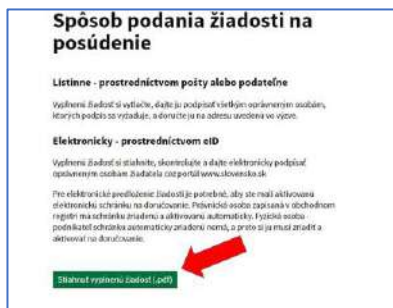 Spôsob podania žiadosti na
posúdenie
Listinne - prostredníctvom pošty alebo podateľne
Vyplnenú žiadosť si vytlačte, dajte ju podpísať všetkým oprávneným osobám,
ktorých podpis sa vyžaduje, a doručte ju na adresu uvedenú vo výzve.
Elektronicky - prostredníctvom eID
Vyplnenú žiadosť si stiahnite, skontrolujte a dajte elektronicky podpísať
oprávneným osobám žiadateľa cez portál www.slovensko.sk
Pre elektronické predloženie žiadosti je potrebné, aby ste mali aktivovanú
elektronickú schránku na doručovanie. Právnická osoba zapísaná v obchodnom
registri má schránku zriadenú a aktivovanú automaticky. Fyzická osoba -
podnikateľ schránku automaticky zriadenú nemá, a preto si ju musí zriadiť a
aktivovať na doručovanie.
Stiahnuť vyplnenú žiadosť (.pdf)